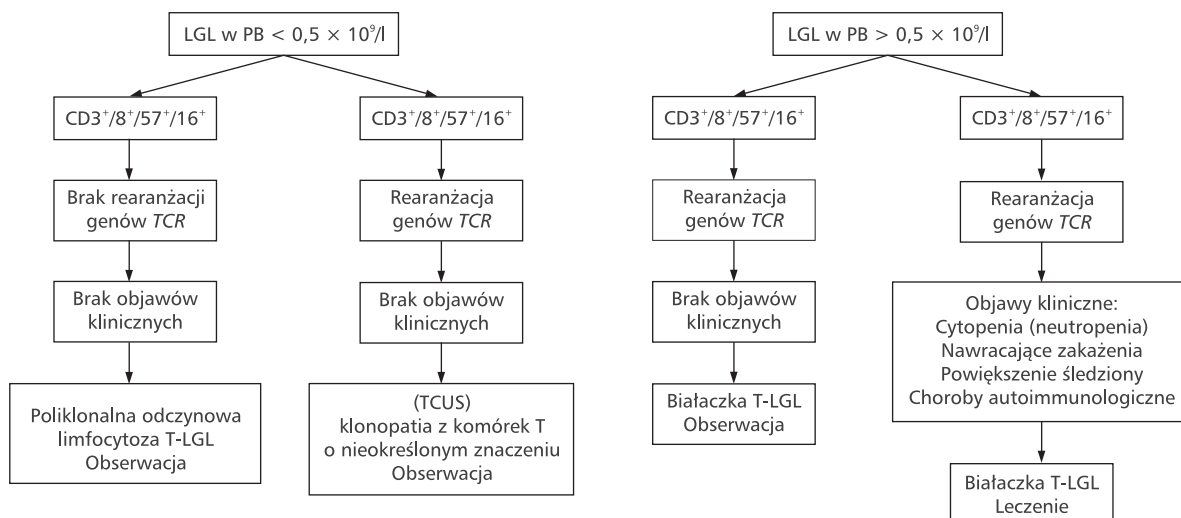 LGL w PB < 0,5 × 10⁹/l
CD3⁺/8⁺/57⁺/16⁺
Brak rearanżacji
genów TCR
Brak objawów
klinicznych
Poliklonalna odczynowa
limfocytoza T-LGL
Obserwacja
CD3⁺/8⁺/57⁺/16⁺
Rearanżacja
genów TCR
Brak objawów
klinicznych
(TCUS)
klonopatia z komórek T
o nieokreślonym znaczeniu
Obserwacja
LGL w PB > 0,5 × 10⁹/l
CD3⁺/8⁺/57⁺/16⁺
Rearanżacja
genów TCR
Brak objawów
klinicznych
Białaczka T-LGL
Obserwacja
CD3⁺/8⁺/57⁺/16⁺
Rearanżacja
genów TCR
Objawy kliniczne:
Cytopenia (neutropenia)
Nawracające zakażenia
Powiększenie śledziony
Choroby autoimmunologiczne
Białaczka T-LGL
Leczenie